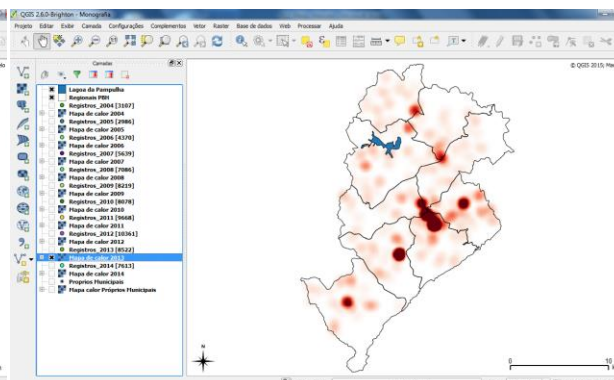 QGIS 2.6.0-Brighton - Monografia
Projeto Editar Exibir Camada Configurações Complementos Vetor Raster Base de dados Web Processar Ajuda
Camadas
Lagoa da Pampulha
Regionais PBH
Registros_2004 [3107]
Mapa de calor 2004
Registros_2005 [2986]
Mapa de calor 2005
Registros_2006 [4370]
Mapa de calor 2006
Registros_2007 [5639]
Mapa de calor 2007
Registros_2008 [7086]
Mapa de calor 2008
Registros_2009 [8219]
Mapa de calor 2009
Registros_2010 [8078]
Mapa de calor 2010
Registros_2011 [9668]
Mapa de calor 2011
Registros_2012 [10361]
Mapa de calor 2012
Registros_2013 [8522]
Mapa de calor 2013
Registros_2014 [7613]
Mapa de calor 2014
Proprios Municipais
Mapa calor Próprios Municipais
© QGIS 2015;
N
0 10